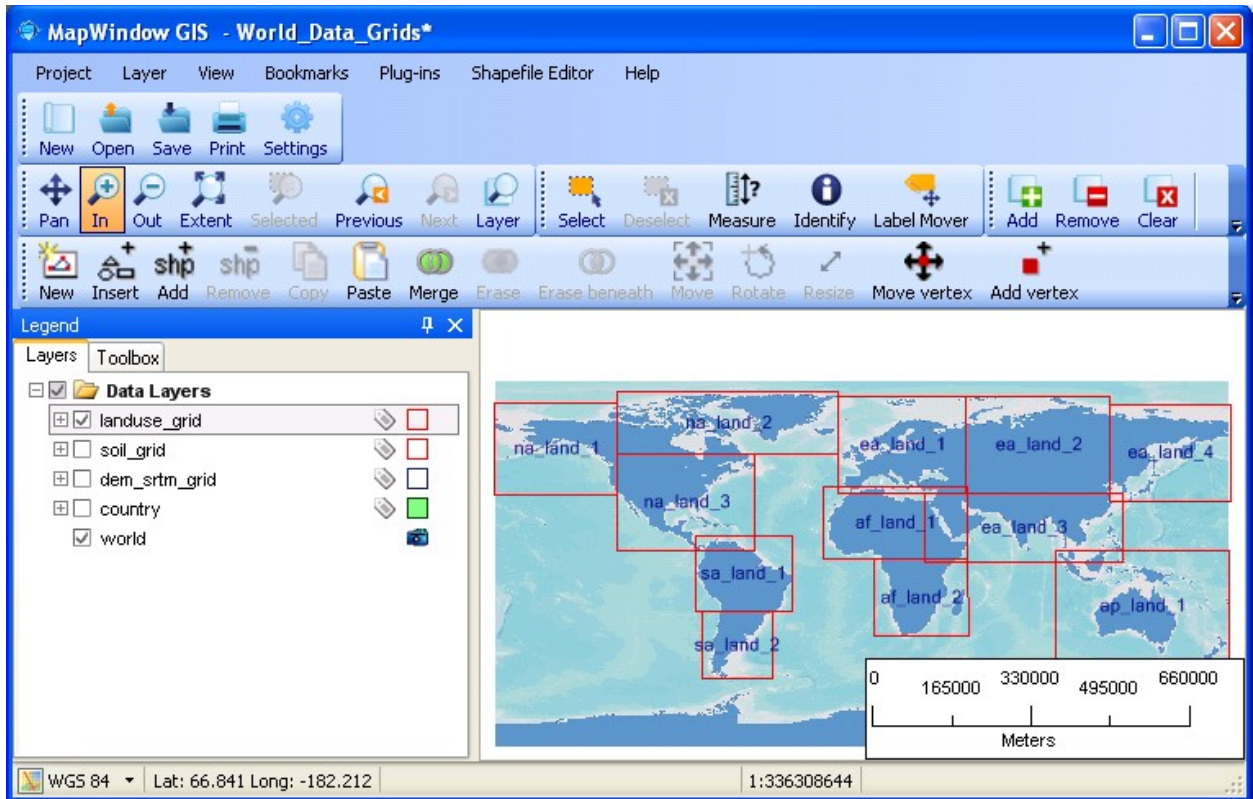 MapWindow GIS - World_Data_Grids*
Project Layer View Bookmarks Plug-ins Shapefile Editor Help
New Open Save Print Settings
Pan In Out Extent Selected Previous Next Layer Select Deselect Measure Identify Label Mover Add Remove Clear
shp shp
New Insert Add Remove Copy Paste Merge Erase Erase beneath Move Rotate Resize Move vertex Add vertex
Legend
Layers Toolbox
Data Layers
landuse_grid
soil_grid
dem_srtm_grid
country
world
na_land_1
na_land_2
ea_land_1
ea_land_2
ea_land_4
na_land_3
af_land_1
ea_land_3
sa_land_1
af_land_2
ap_land_1
sa_land_2
0 165000 330000 495000 660000
Meters
WGS 84 Lat: 66.841 Long: -182.212 1:336308644